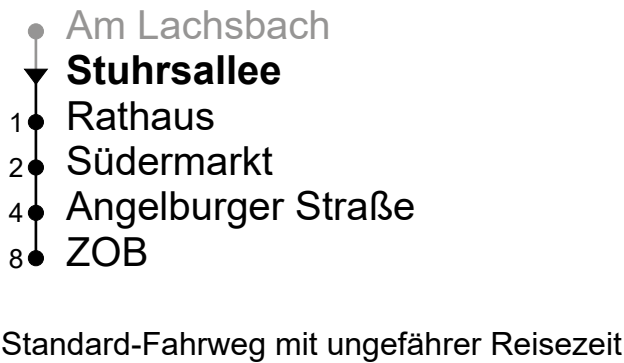 Am Lachsbach
Stuhrsallee
1 Rathaus
2 Südermarkt
4 Angelburger Straße
8 ZOB
Standard-Fahrweg mit ungefährer Reisezeit